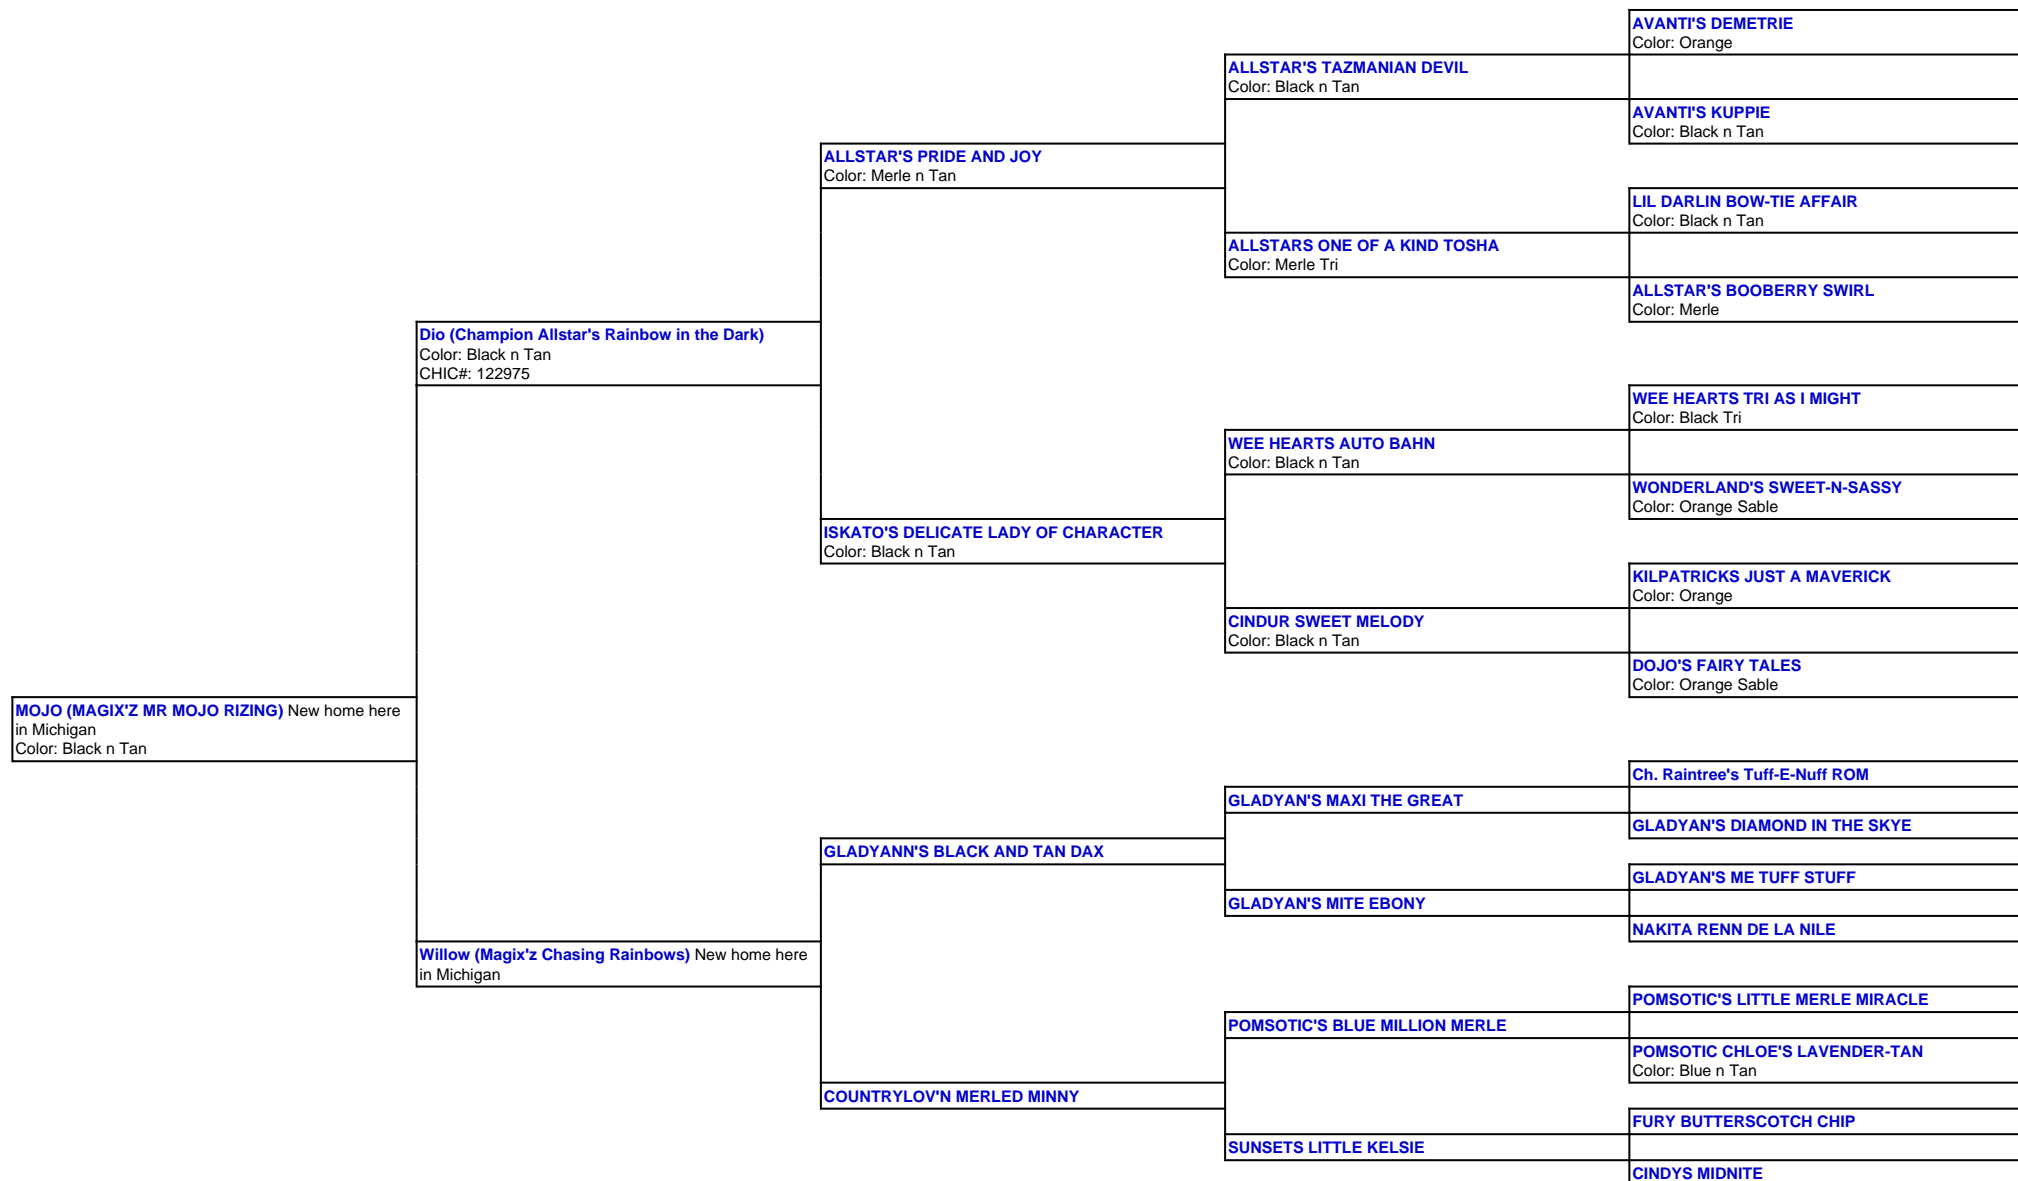 AVANTI'S DEMETRIE
Color: Orange
ALLSTAR'S TAZMANIAN DEVIL
Color: Black n Tan
AVANTI'S KUPPIE
Color: Black n Tan
ALLSTAR'S PRIDE AND JOY
Color: Merle n Tan
LIL DARLIN BOW-TIE AFFAIR
Color: Black n Tan
ALLSTARS ONE OF A KIND TOSHA
Color: Merle Tri
ALLSTAR'S BOOBERRY SWIRL
Color: Merle
Dio (Champion Allstar's Rainbow in the Dark)
Color: Black n Tan
CHIC#: 122975
WEE HEARTS TRI AS I MIGHT
Color: Black Tri
WEE HEARTS AUTO BAHN
Color: Black n Tan
WONDERLAND'S SWEET-N-SASSY
Color: Orange Sable
ISKATO'S DELICATE LADY OF CHARACTER
Color: Black n Tan
KILPATRICKS JUST A MAVERICK
Color: Orange
CINDUR SWEET MELODY
Color: Black n Tan
DOJO'S FAIRY TALES
Color: Orange Sable
MOJO (MAGIX'Z MR MOJO RIZING) New home here
in Michigan
Color: Black n Tan
Ch. Raintree's Tuff-E-Nuff ROM
GLADYAN'S MAXI THE GREAT
GLADYAN'S DIAMOND IN THE SKYE
GLADYANN'S BLACK AND TAN DAX
GLADYAN'S ME TUFF STUFF
GLADYAN'S MITE EBONY
NAKITA RENN DE LA NILE
Willow (Magix'z Chasing Rainbows) New home here
in Michigan
POMSOTIC'S LITTLE MERLE MIRACLE
POMSOTIC'S BLUE MILLION MERLE
POMSOTIC CHLOE'S LAVENDER-TAN
Color: Blue n Tan
COUNTRYLOV'N MERLED MINNY
FURY BUTTERSCOTCH CHIP
SUNSETS LITTLE KELSIE
CINDYS MIDNITE